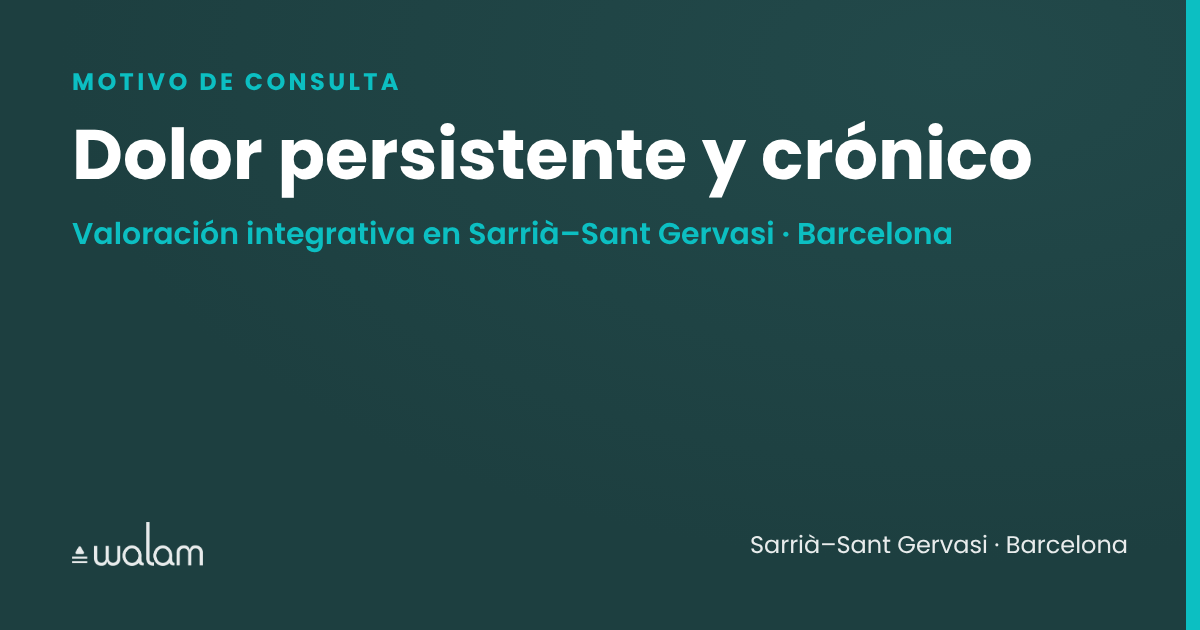 MOTIVO DE CONSULTA
Dolor persistente y crónico
Valoración integrativa en Sarrià–Sant Gervasi · Barcelona
walam
Sarrià–Sant Gervasi · Barcelona